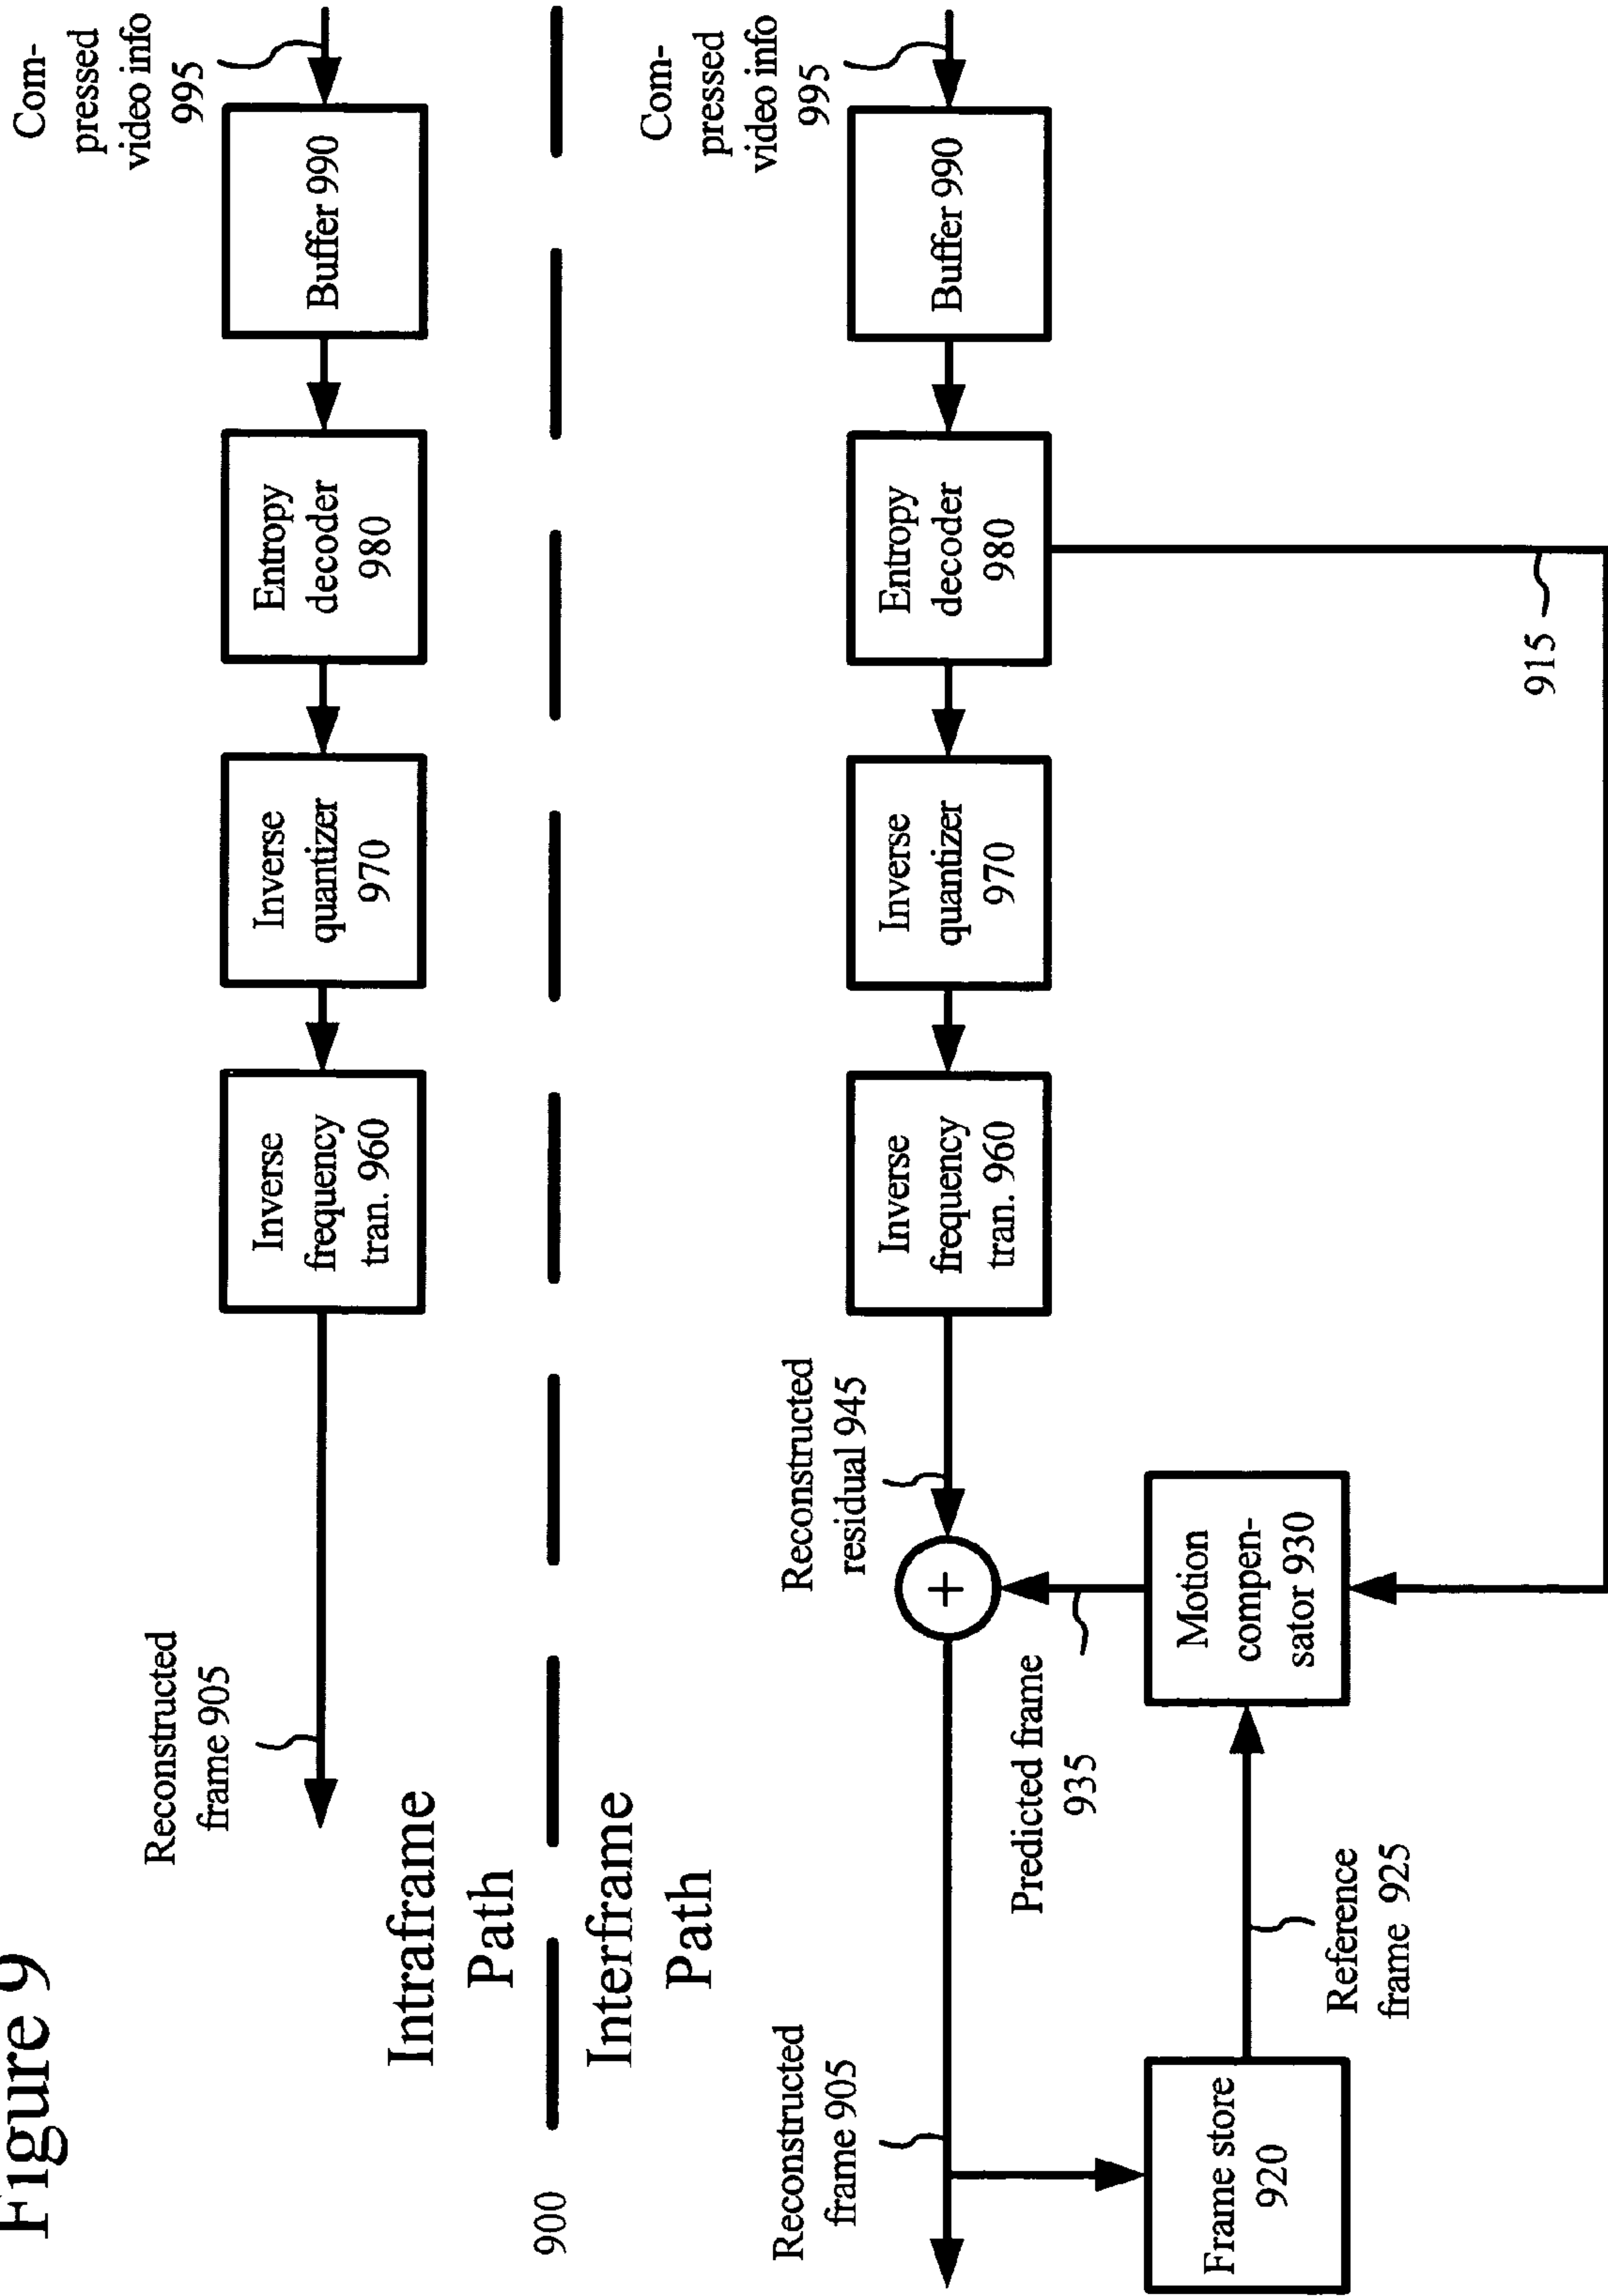 Figure 9
Reconstructed
frame 905
Inverse
frequency
tran. 960
Inverse
quantizer
970
Entropy
decoder
980
Buffer 990
Com-
pressed
video info
995
Intraframe
Path
900
Interframe
Path
Reconstructed
frame 905
Reconstructed
residual 945
Inverse
frequency
tran. 960
Inverse
quantizer
970
Entropy
decoder
980
Buffer 990
Com-
pressed
video info
995
+
Predicted frame
935
Frame store
920
Reference
frame 925
Motion
compen-
sator 930
915